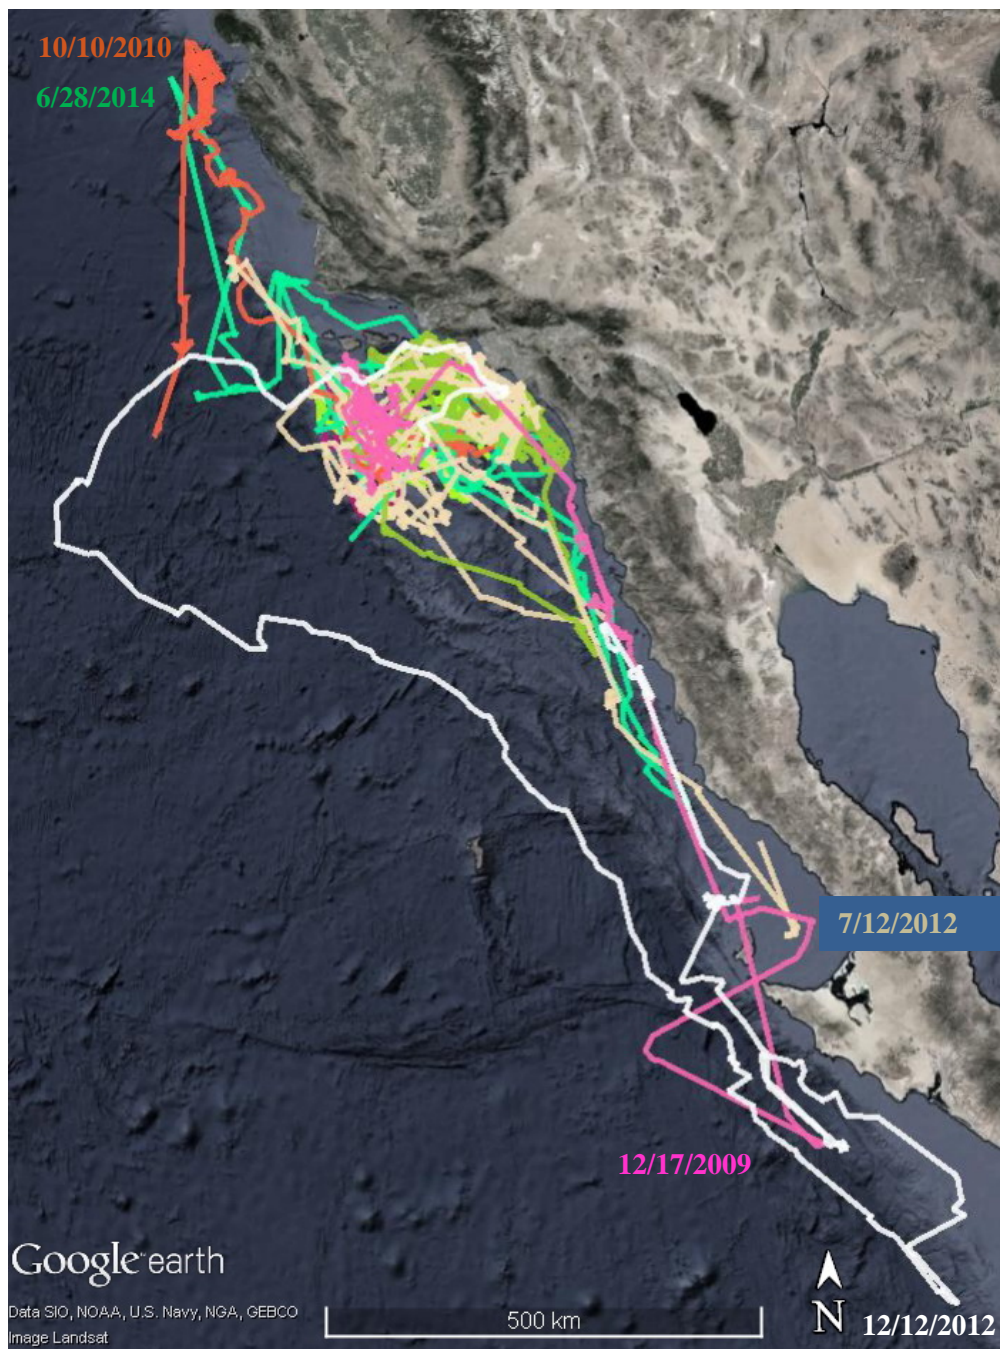 10/10/2010
6/28/2014
7/12/2012
12/17/2009
Google earth
Data SIO, NOAA, U.S. Navy, NGA, GEBCO
Image Landsat
500 km
N
12/12/2012